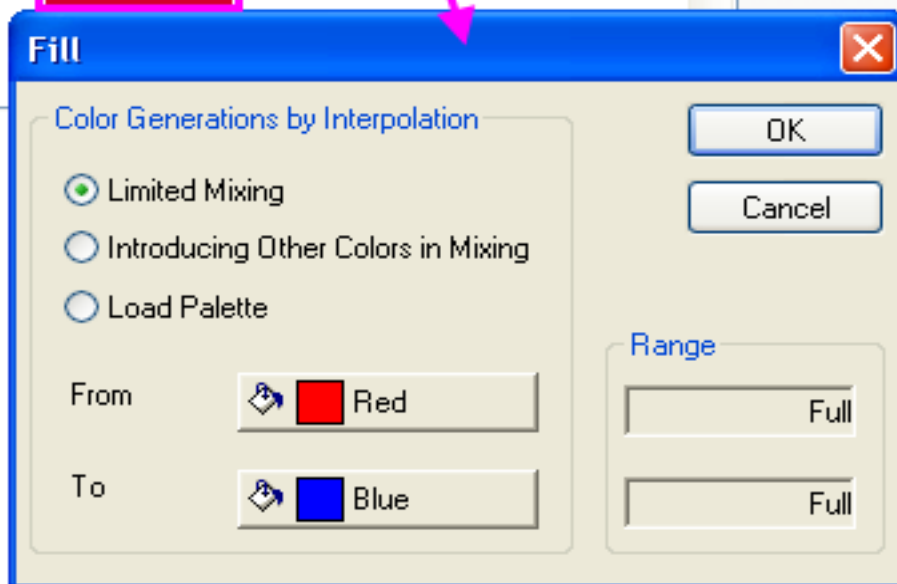 Fill
Color Generations by Interpolation
OK
Limited Mixing
Cancel
Introducing Other Colors in Mixing
Load Palette
Range
From
Red
Full
To
Blue
Full